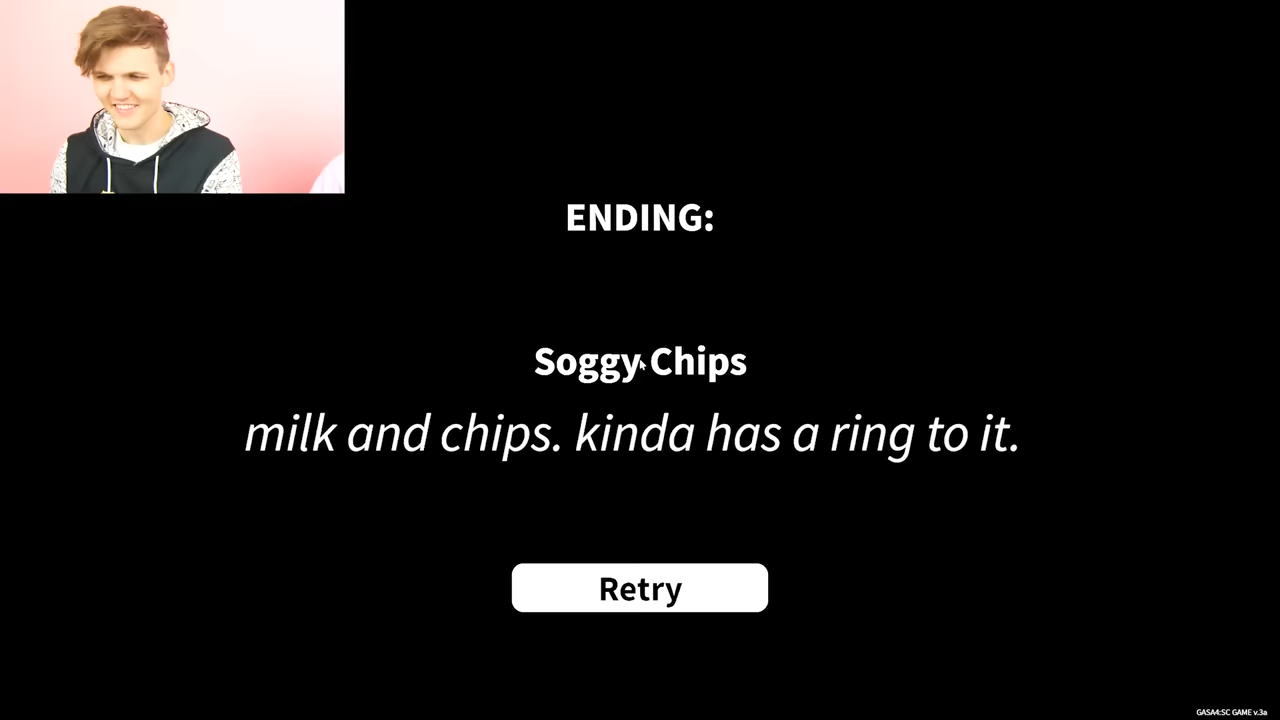 ENDING:
Soggy Chips
milk and chips. kinda has a ring to it.
Retry
GASA4:SC GAME v.3a